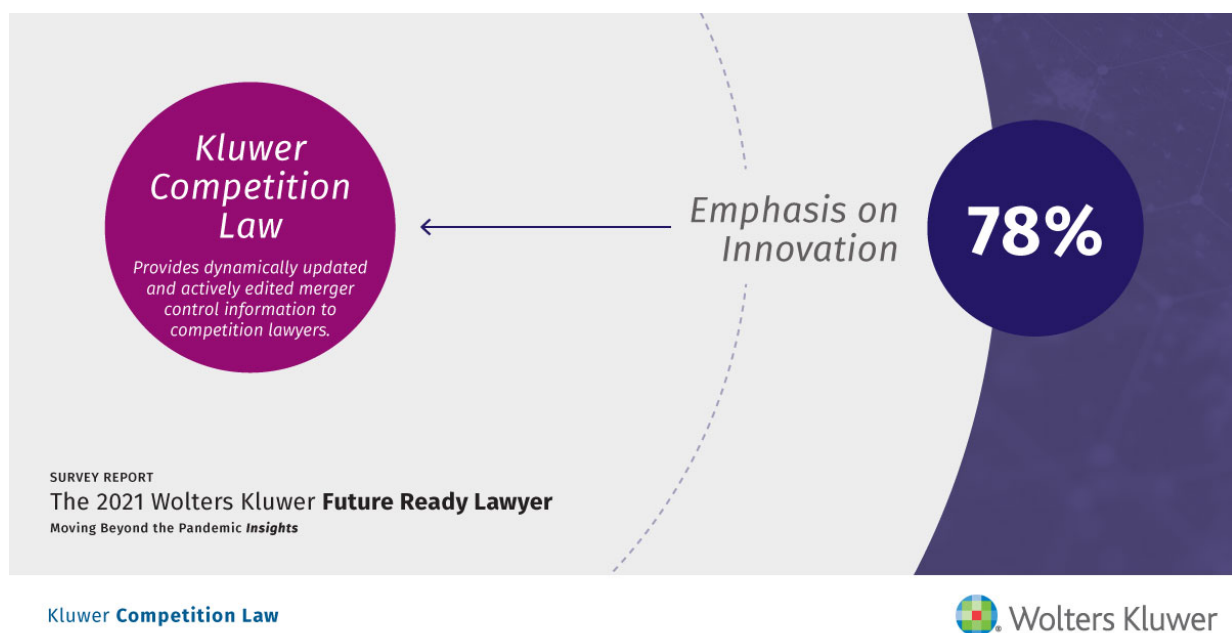 Kluwer
Competition
Law
Provides dynamically updated
and actively edited merger
control information to
competition lawyers.
Emphasis on
Innovation
78%
SURVEY REPORT
The 2021 Wolters Kluwer Future Ready Lawyer
Moving Beyond the Pandemic Insights
Kluwer Competition Law
Wolters Kluwer